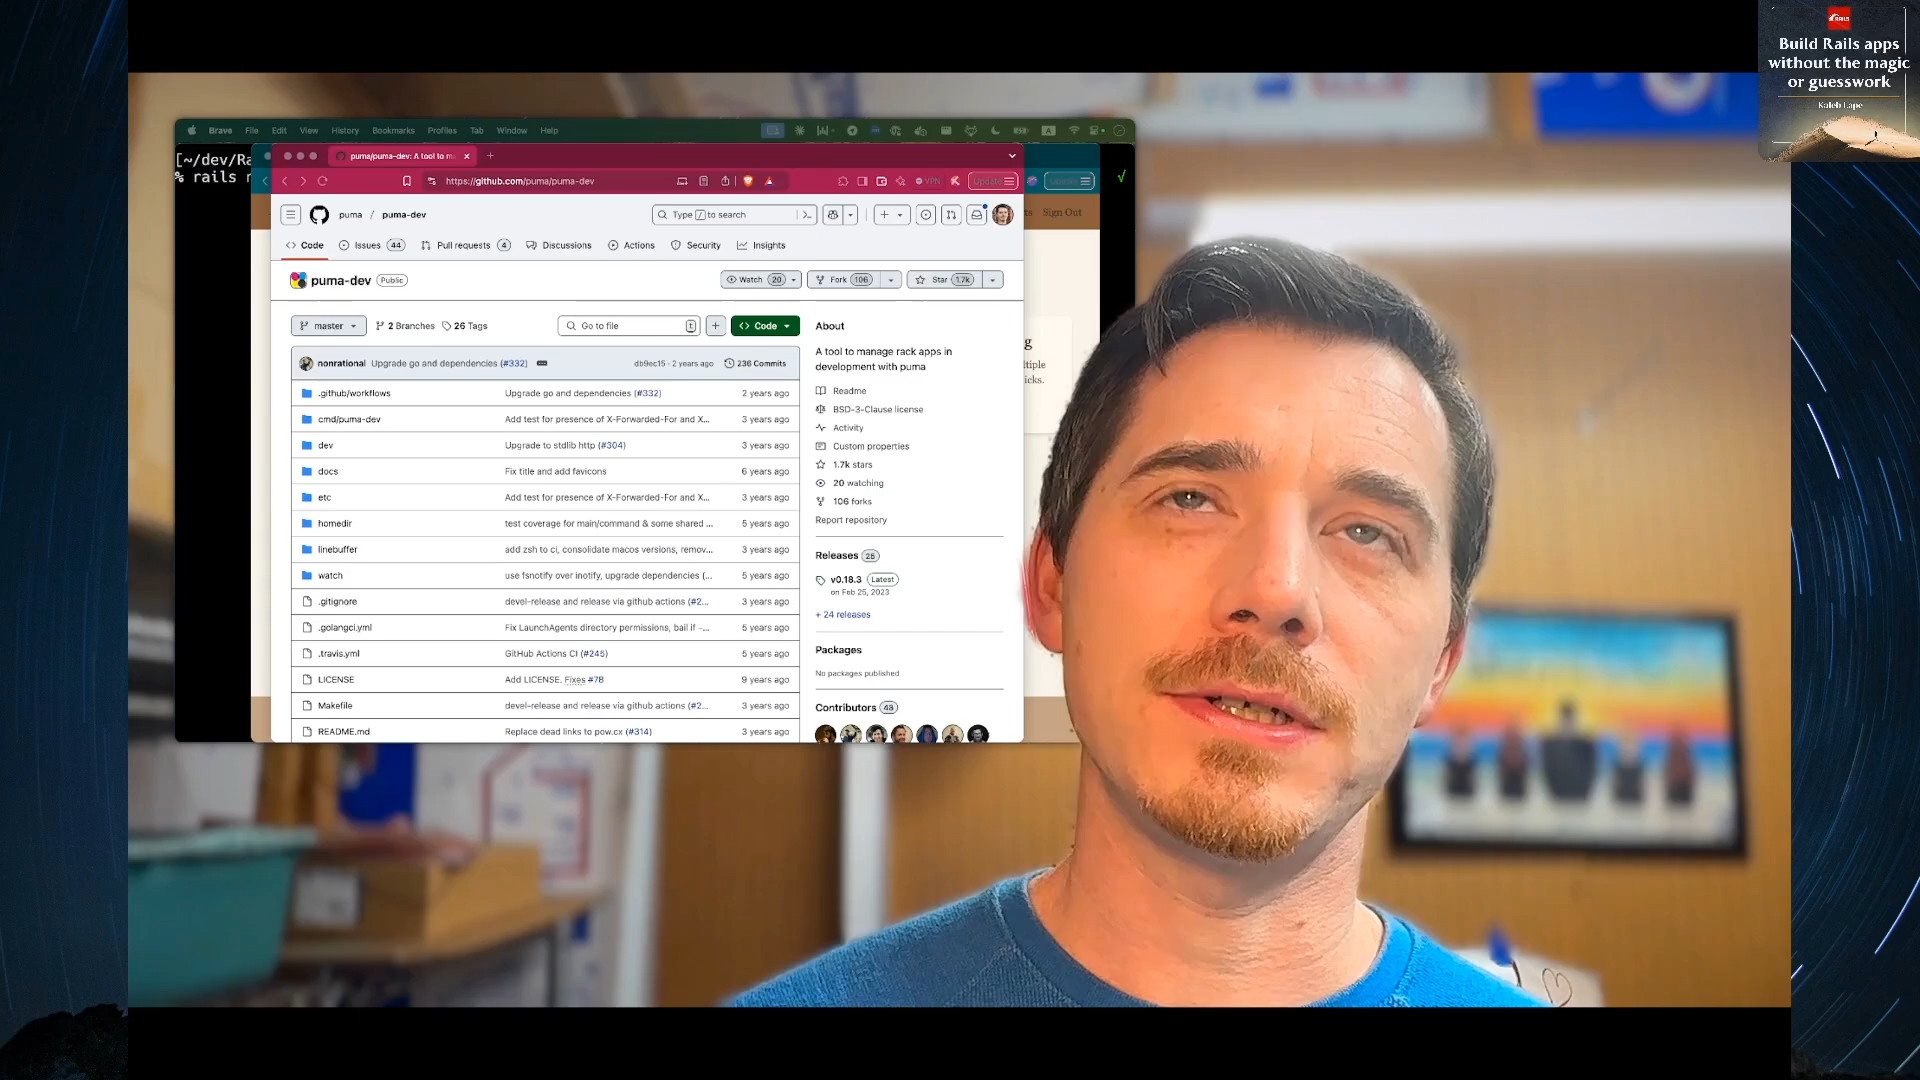 RAILS
Build Rails apps
without the magic
or guesswork
Kaleb Lape
Brave File Edit View History Bookmarks Profiles Tab Window Help
[~/dev/Ra
% rails n
√
puma/puma-dev: A tool to m
https://github.com/puma/puma-dev
VPN
Update
puma / puma-dev
Type / to search
ts Sign Out
Code
Issues 44
Pull requests 4
Discussions
Actions
Security
Insights
puma-dev Public
Watch 20
Fork 106
Star 1.7k
master
2 Branches
26 Tags
Go to file t
Code
nonrational Upgrade go and dependencies (#332) db9ec15 · 2 years ago 236 Commits
.github/workflows Upgrade go and dependencies (#332) 2 years ago
cmd/puma-dev Add test for presence of X-Forwarded-For and X... 3 years ago
dev Upgrade to stdlib http (#304) 3 years ago
docs Fix title and add favicons 6 years ago
etc Add test for presence of X-Forwarded-For and X... 3 years ago
homedir test coverage for main/command & some shared ... 5 years ago
linebuffer add zsh to ci, consolidate macos versions, remov... 3 years ago
watch use fsnotify over inotify, upgrade dependencies (... 5 years ago
.gitignore devel-release and release via github actions (#2... 3 years ago
.golangci.yml Fix LaunchAgents directory permissions, bail if -... 5 years ago
.travis.yml GitHub Actions CI (#245) 5 years ago
LICENSE Add LICENSE. Fixes #78 9 years ago
Makefile devel-release and release via github actions (#2... 3 years ago
README.md Replace dead links to pow.cx (#314) 3 years ago
About
A tool to manage rack apps in
development with puma
Readme
BSD-3-Clause license
Activity
Custom properties
1.7k stars
20 watching
106 forks
Report repository
Releases 25
v0.18.3 Latest
on Feb 25, 2023
+ 24 releases
Packages
No packages published
Contributors 43
g
ltiple
icks.